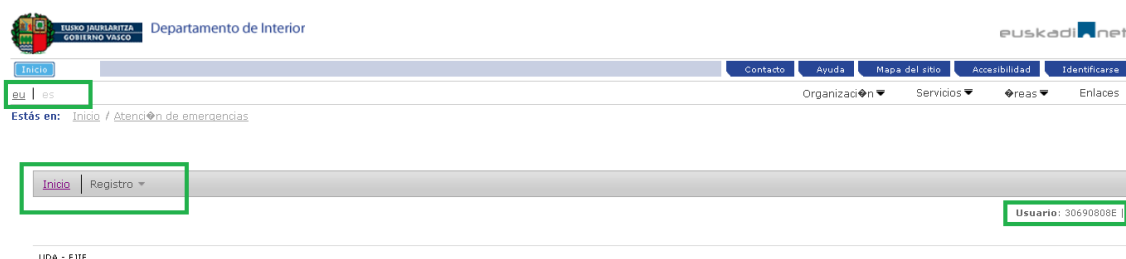 EUSKO JAURLARITZA
GOBIERNO VASCO
Departamento de Interior
euskadi.net
Inicio
Contacto Ayuda Mapa del sitio Accesibilidad Identificarse
eu | es
Organizaci�n Servicios �reas Enlaces
Estás en: Inicio / Atenci�n de emergencias
Inicio | Registro
Usuario: 30690808E |
UDA - EJIE